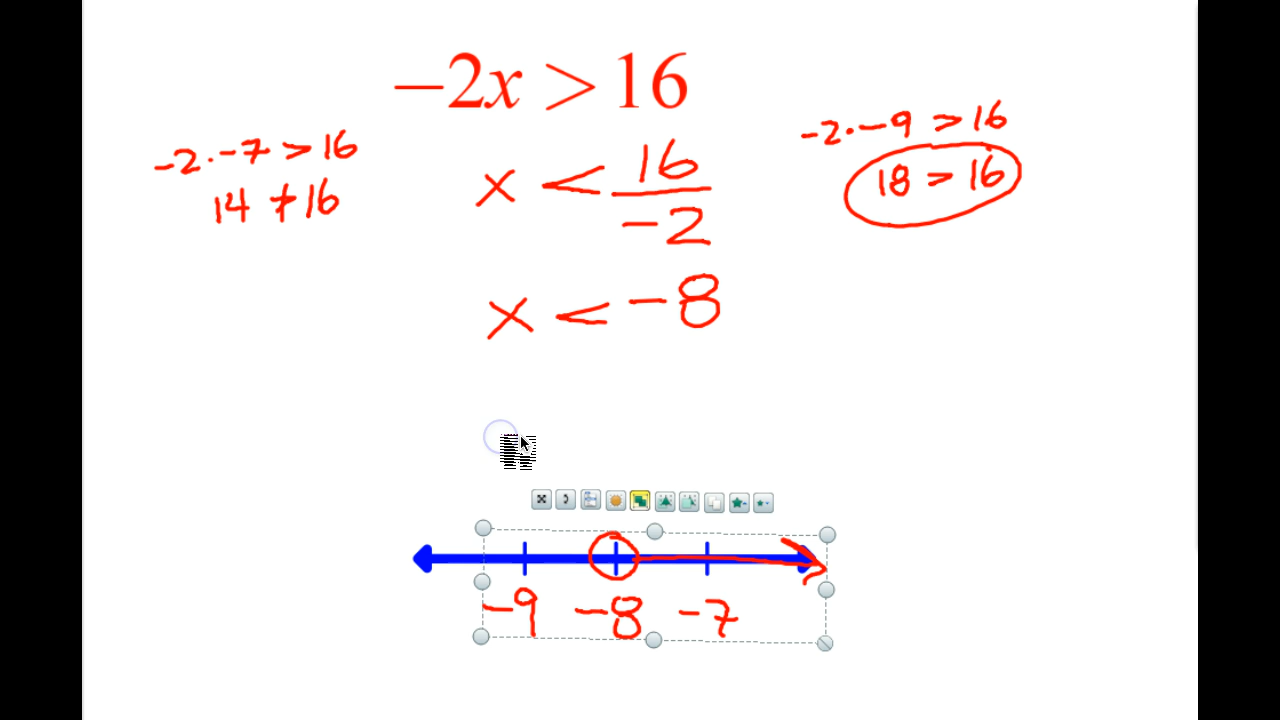 −2x > 16
-2·-7 > 16
14 ≯ 16
x < 16/-2
x < -8
-2·-9 > 16
18 > 16
-9 -8 -7